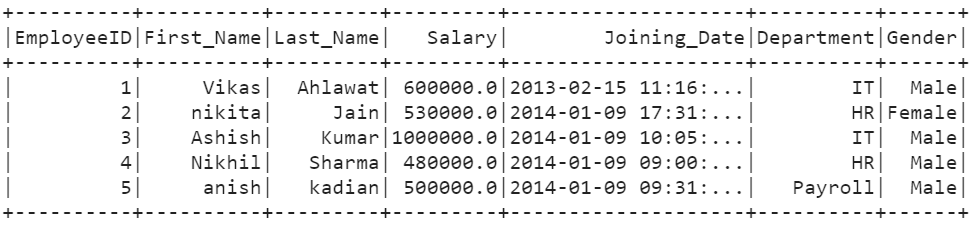 +----------+----------+---------+---------+--------------------+----------+------+
|EmployeeID|First_Name|Last_Name|   Salary|        Joining_Date|Department|Gender|
+----------+----------+---------+---------+--------------------+----------+------+
|         1|     Vikas|  Ahlawat| 600000.0|2013-02-15 11:16:...|        IT|  Male|
|         2|    nikita|     Jain| 530000.0|2014-01-09 17:31:...|        HR|Female|
|         3|    Ashish|    Kumar|1000000.0|2014-01-09 10:05:...|        IT|  Male|
|         4|    Nikhil|   Sharma| 480000.0|2014-01-09 09:00:...|        HR|  Male|
|         5|     anish|   kadian| 500000.0|2014-01-09 09:31:...|   Payroll|  Male|
+----------+----------+---------+---------+--------------------+----------+------+